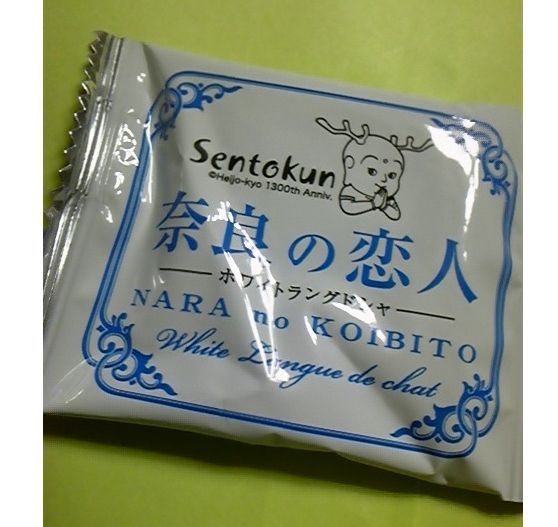 Sentokun
©Heijo-kyo 1300th Anniv.
奈良の恋人
ホワイトラングドシャ
NARA no KOIBITO
White Langue de chat